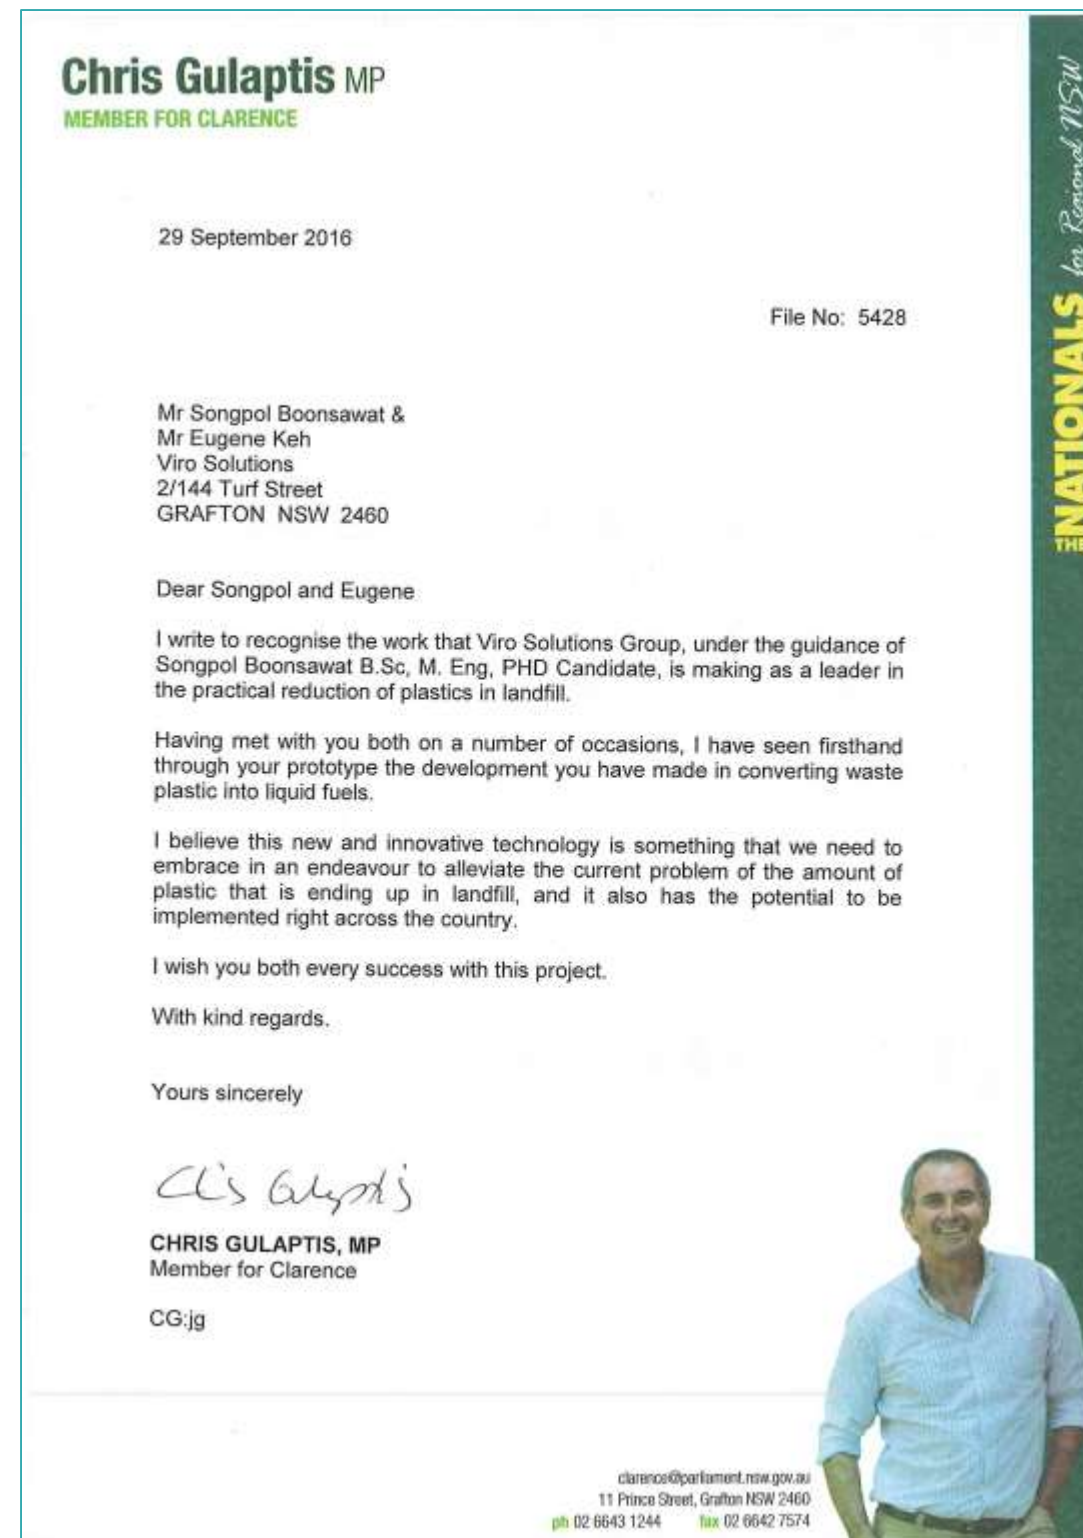 Chris Gulaptis MP
MEMBER FOR CLARENCE
THE NATIONALS for Regional NSW
29 September 2016
File No: 5428
Mr Songpol Boonsawat &
Mr Eugene Keh
Viro Solutions
2/144 Turf Street
GRAFTON NSW 2460
Dear Songpol and Eugene
I write to recognise the work that Viro Solutions Group, under the guidance of
Songpol Boonsawat B.Sc, M. Eng, PHD Candidate, is making as a leader in
the practical reduction of plastics in landfill.
Having met with you both on a number of occasions, I have seen firsthand
through your prototype the development you have made in converting waste
plastic into liquid fuels.
I believe this new and innovative technology is something that we need to
embrace in an endeavour to alleviate the current problem of the amount of
plastic that is ending up in landfill, and it also has the potential to be
implemented right across the country.
I wish you both every success with this project.
With kind regards.
Yours sincerely
Chris Gulaptis
CHRIS GULAPTIS, MP
Member for Clarence
CG:jg
clarence@parliament.nsw.gov.au
11 Prince Street, Grafton NSW 2460
ph 02 6643 1244 fax 02 6642 7574